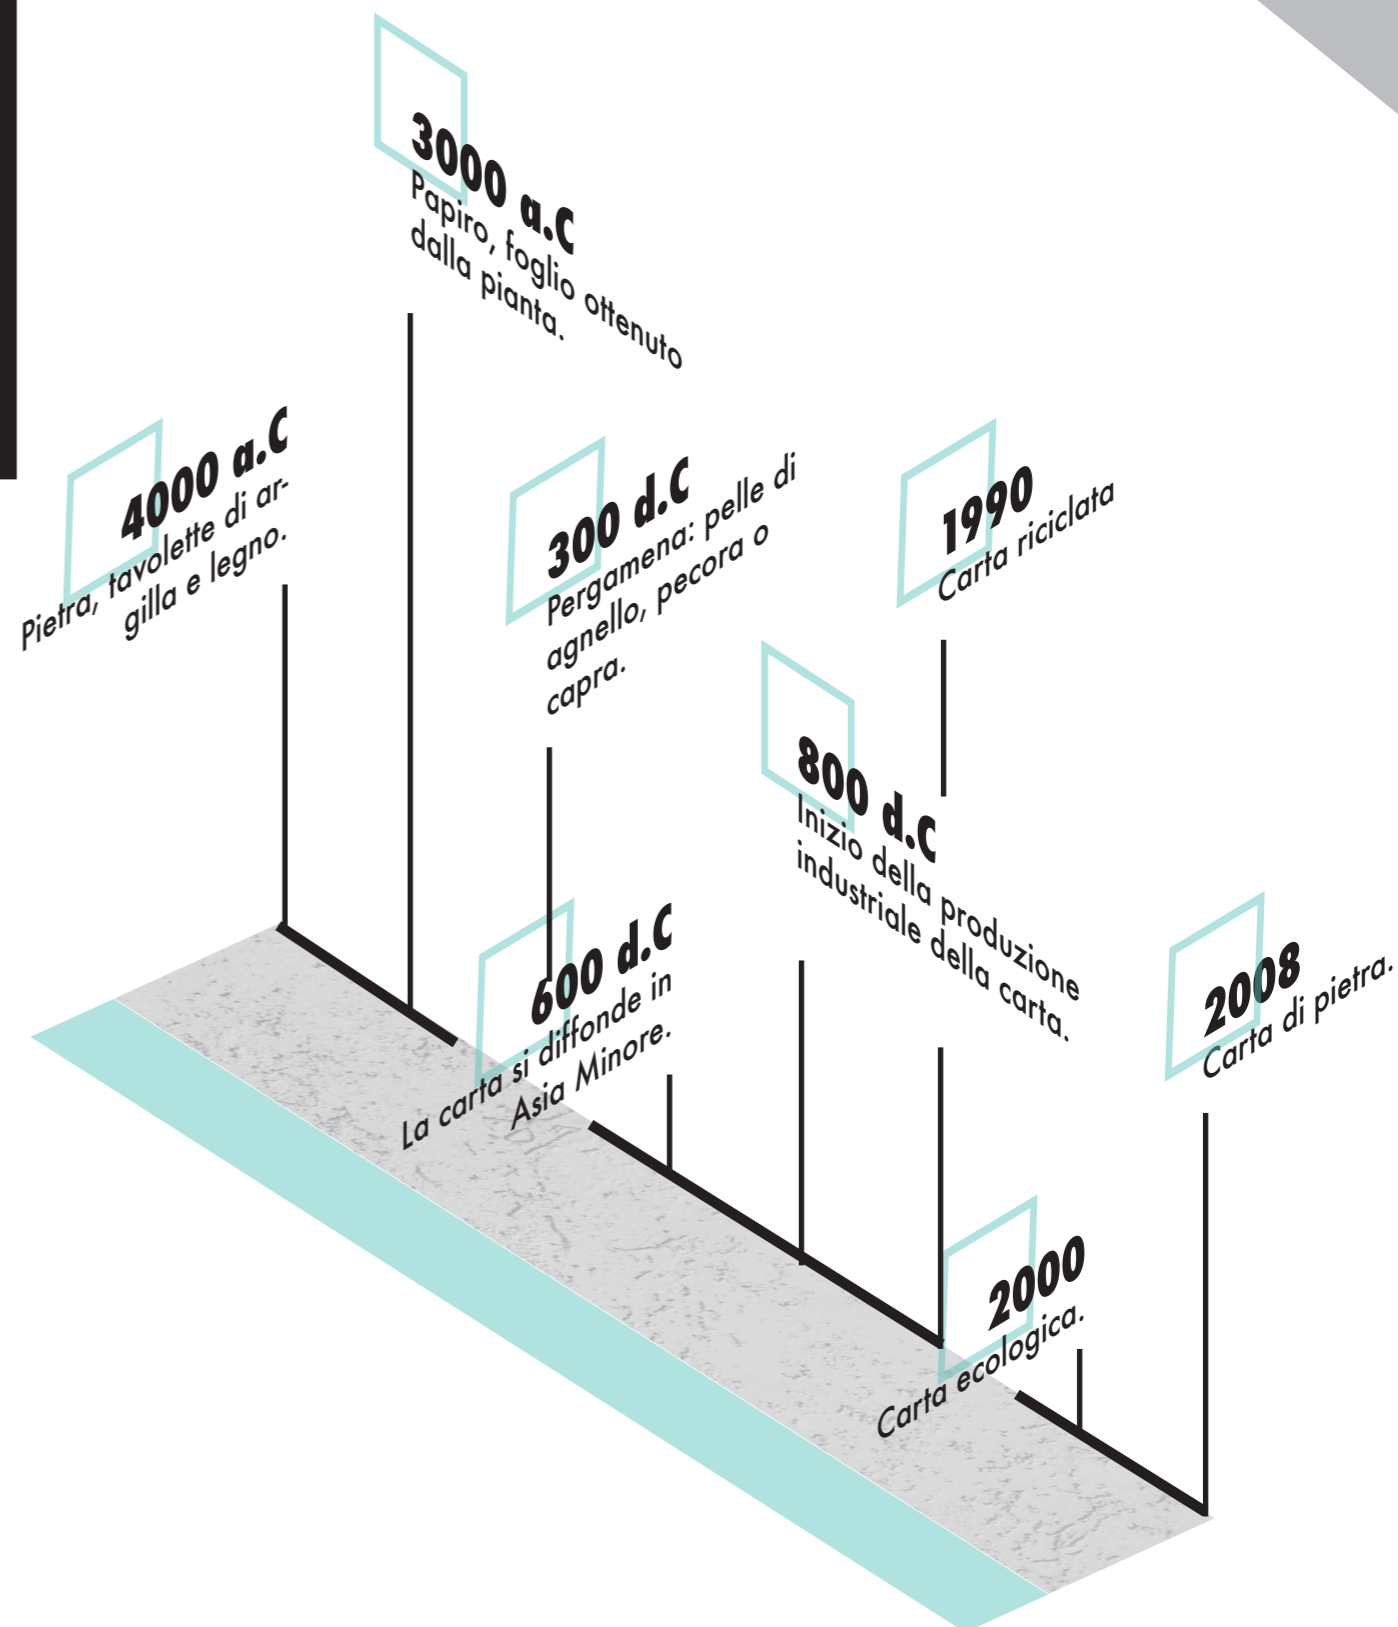 4000 a.C
Pietra, tavolette di ar-
gilla e legno.
3000 a.C
Papiro, foglio ottenuto
dalla pianta.
300 d.C
Pergamena: pelle di
agnello, pecora o
capra.
600 d.C
La carta si diffonde in
Asia Minore.
800 d.C
Inizio della produzione
industriale della carta.
1990
Carta riciclata
2000
Carta ecologica.
2008
Carta di pietra.